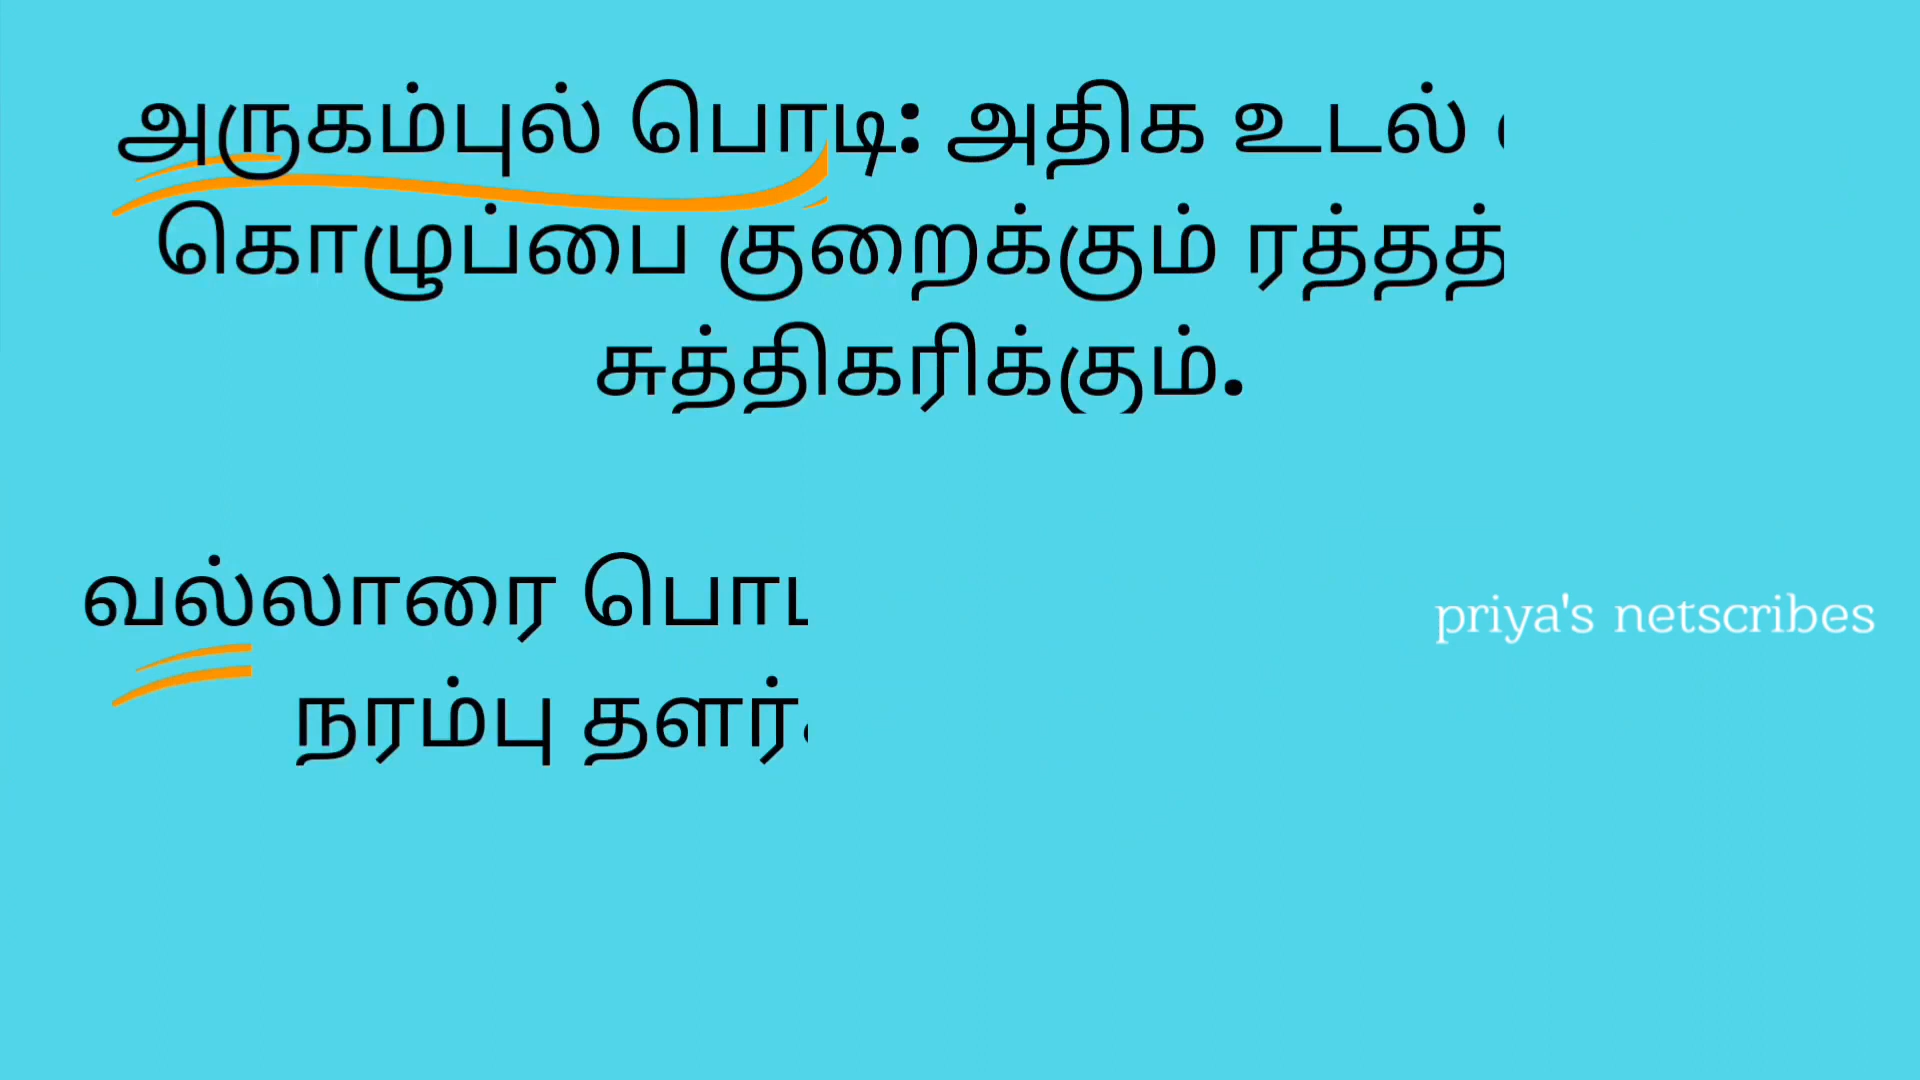 அருகம்புல் பொடி: அதிக உடல்
கொழுப்பை குறைக்கும் ரத்தத்
சுத்திகரிக்கும்.
வல்லாரை
நரம்பு
priya's netscribes